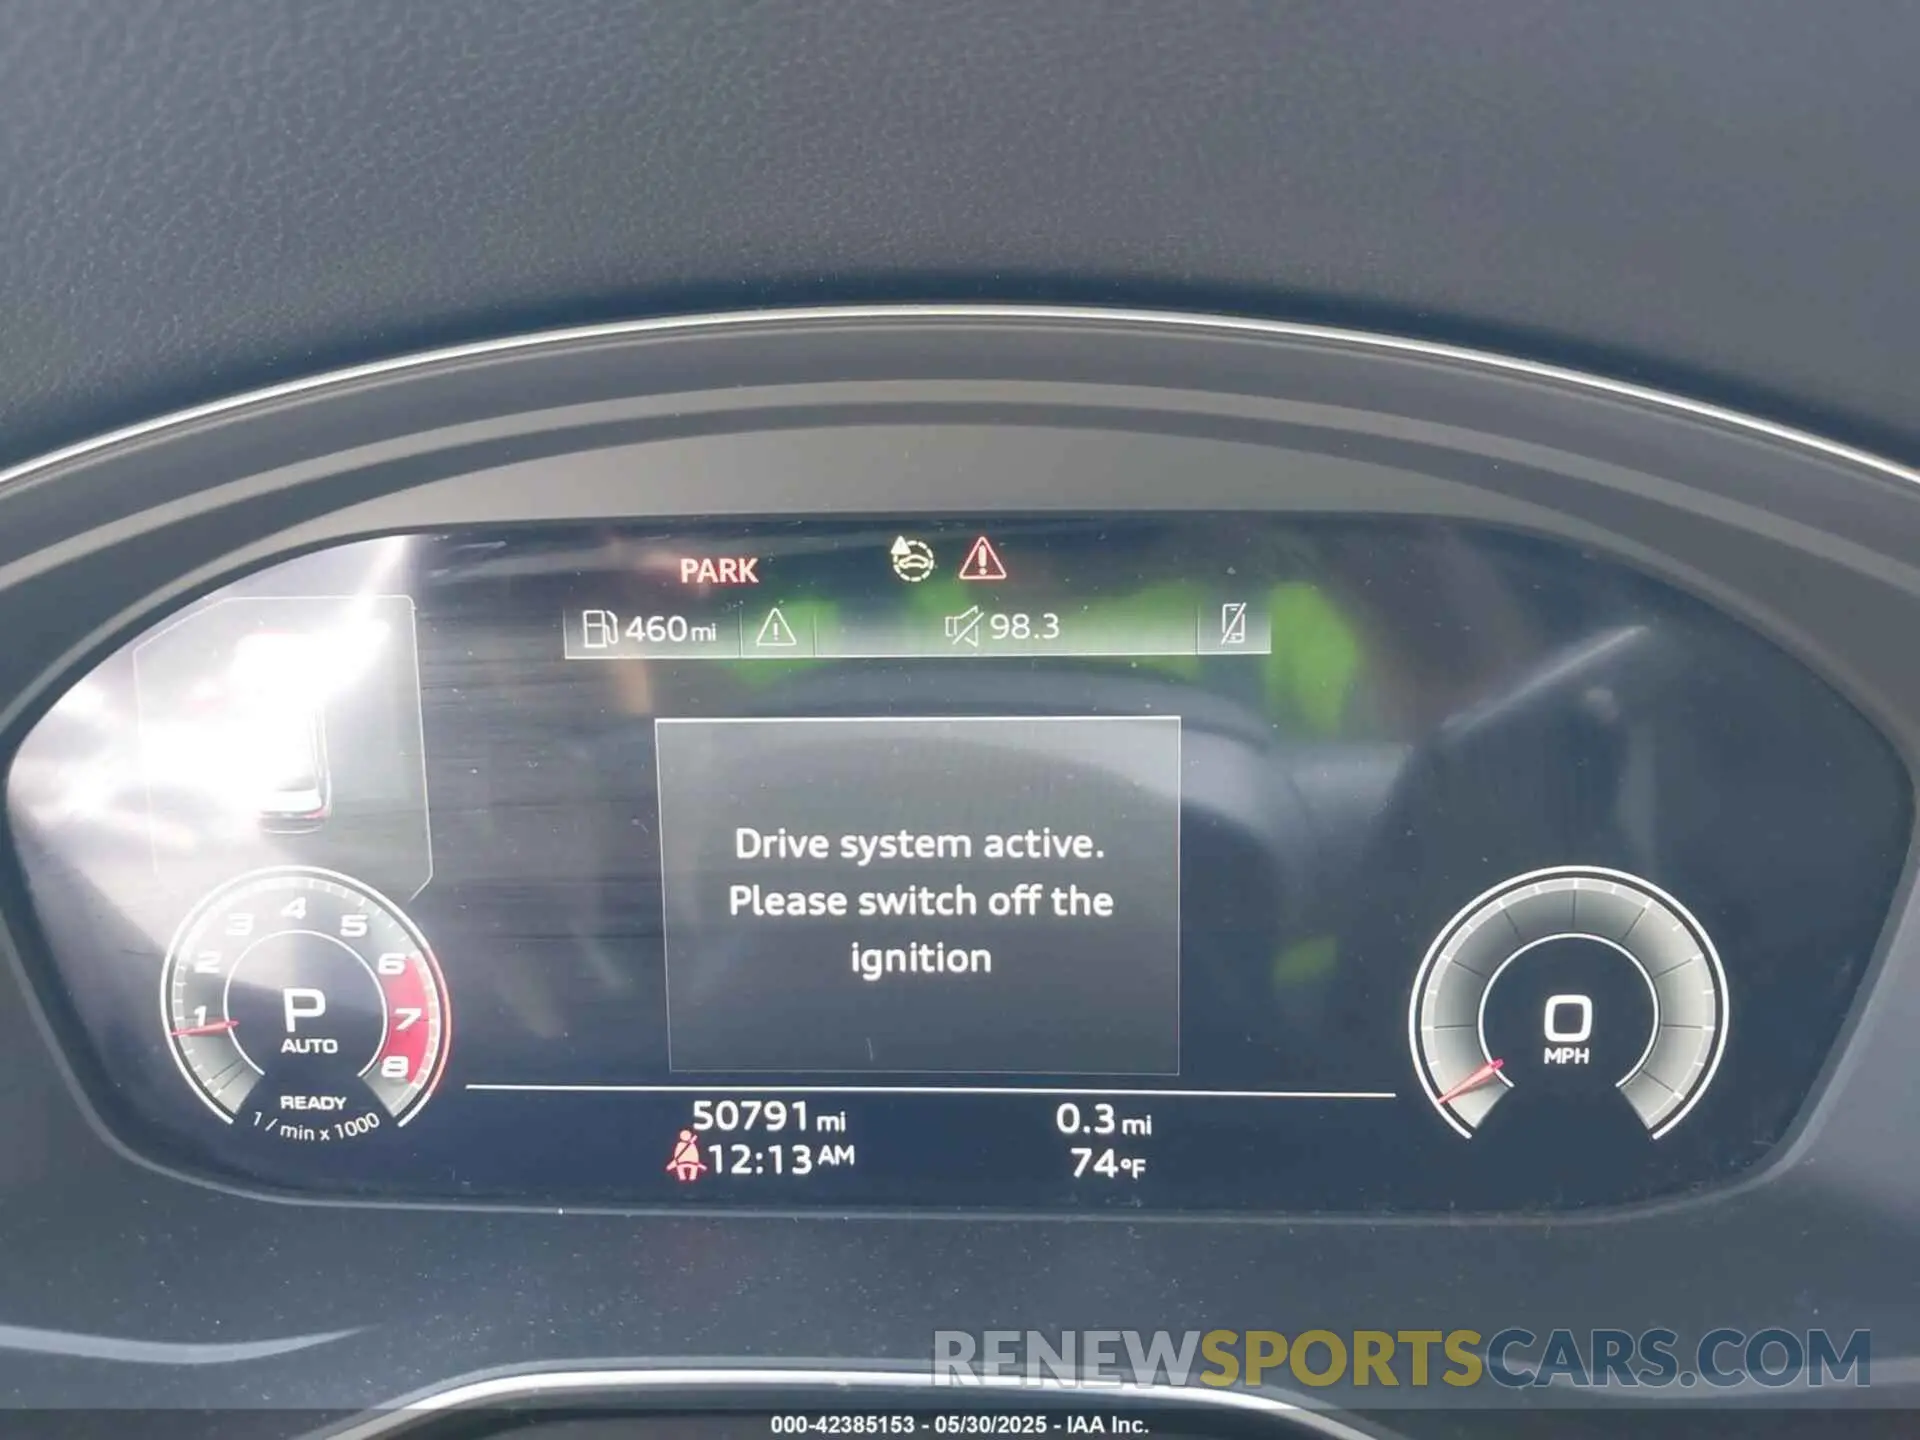 PARK
460 mi
98.3
Drive system active.
Please switch off the
ignition
1 2 3 4 5 6 7 8
P
AUTO
READY
1 / min x 1000
0
MPH
50791 mi
0.3 mi
12:13 AM
74°F
RENEWSPORTSCARS.COM
000-42385153 - 05/30/2025 - IAA Inc.